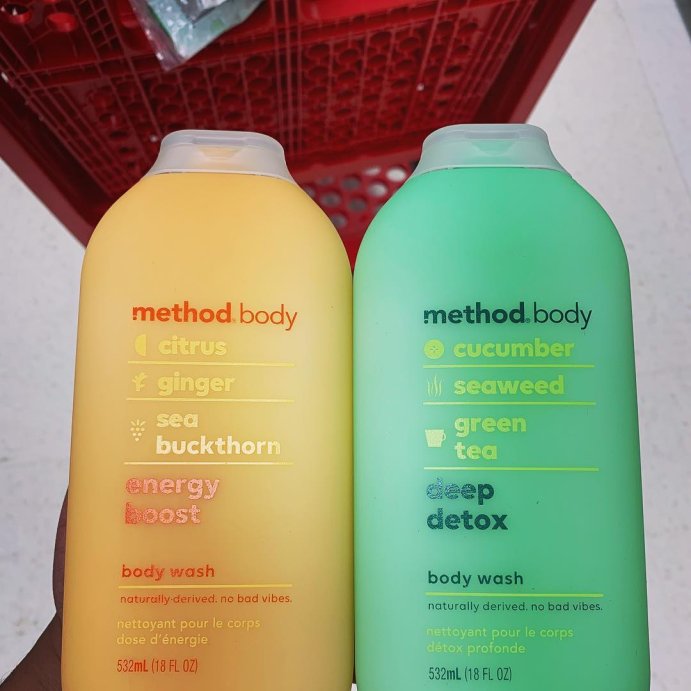 method. body
citrus
ginger
sea
buckthorn
energy
boost
body wash
naturally-derived. no bad vibes.
nettoyant pour le corps
dose d'énergie
532mL (18 FL OZ)
method. body
cucumber
seaweed
green
tea
deep
detox
body wash
naturally derived. no bad vibes.
nettoyant pour le corps
détox profonde
532mL (18 FL OZ)